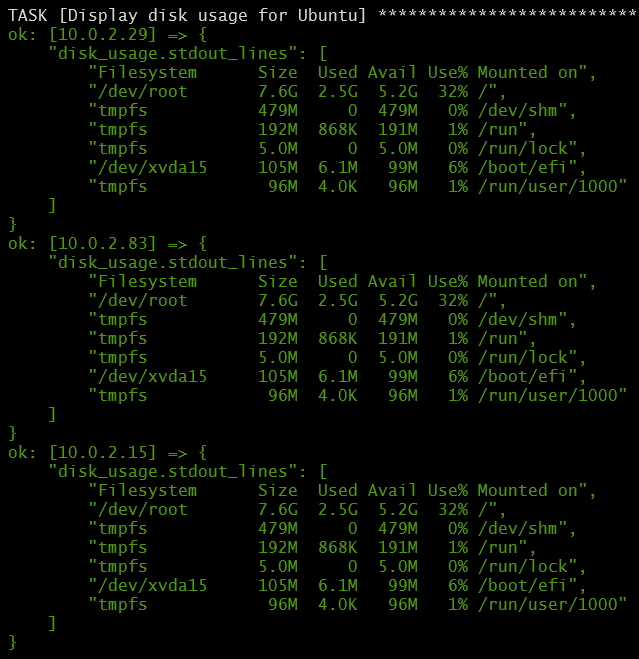 TASK [Display disk usage for Ubuntu] **************************
ok: [10.0.2.29] => {
    "disk_usage.stdout_lines": [
        "Filesystem      Size  Used Avail Use% Mounted on",
        "/dev/root       7.6G  2.5G  5.2G  32% /",
        "tmpfs           479M     0  479M   0% /dev/shm",
        "tmpfs           192M  868K  191M   1% /run",
        "tmpfs           5.0M     0  5.0M   0% /run/lock",
        "/dev/xvda15     105M  6.1M   99M   6% /boot/efi",
        "tmpfs            96M  4.0K   96M   1% /run/user/1000"
    ]
}
ok: [10.0.2.83] => {
    "disk_usage.stdout_lines": [
        "Filesystem      Size  Used Avail Use% Mounted on",
        "/dev/root       7.6G  2.5G  5.2G  32% /",
        "tmpfs           479M     0  479M   0% /dev/shm",
        "tmpfs           192M  868K  191M   1% /run",
        "tmpfs           5.0M     0  5.0M   0% /run/lock",
        "/dev/xvda15     105M  6.1M   99M   6% /boot/efi",
        "tmpfs            96M  4.0K   96M   1% /run/user/1000"
    ]
}
ok: [10.0.2.15] => {
    "disk_usage.stdout_lines": [
        "Filesystem      Size  Used Avail Use% Mounted on",
        "/dev/root       7.6G  2.5G  5.2G  32% /",
        "tmpfs           479M     0  479M   0% /dev/shm",
        "tmpfs           192M  868K  191M   1% /run",
        "tmpfs           5.0M     0  5.0M   0% /run/lock",
        "/dev/xvda15     105M  6.1M   99M   6% /boot/efi",
        "tmpfs            96M  4.0K   96M   1% /run/user/1000"
    ]
}